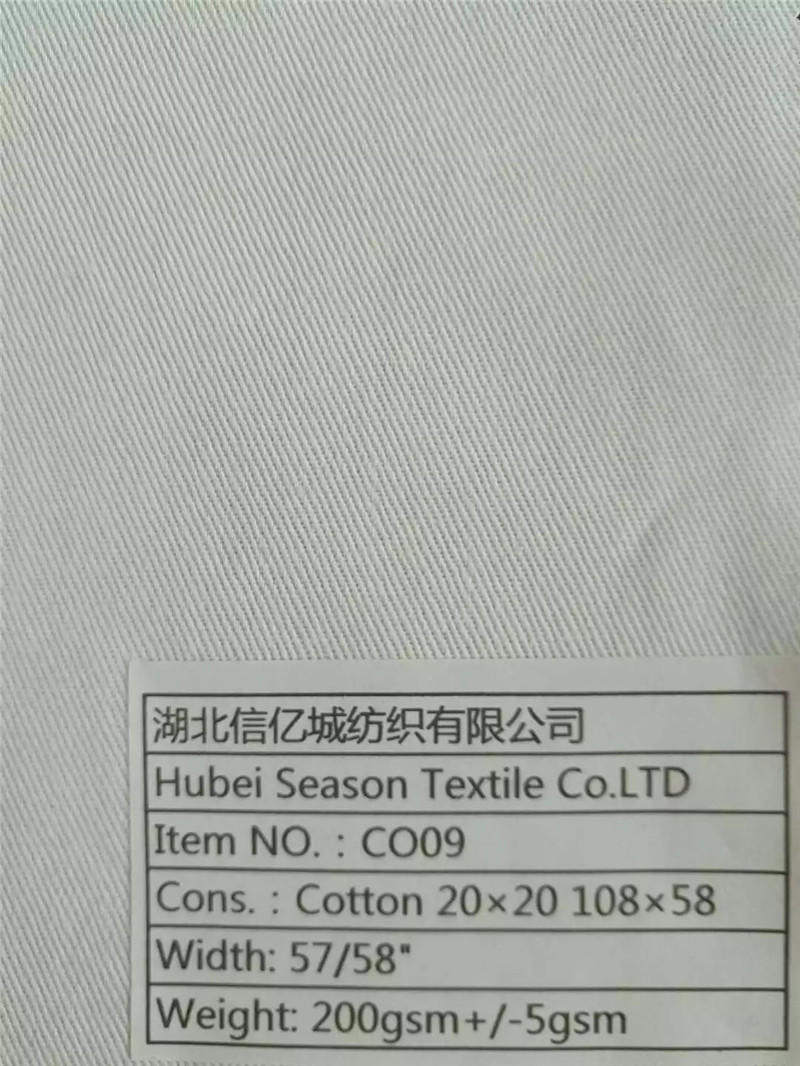 湖北信亿城纺织有限公司
Hubei Season Textile Co.LTD
Item NO. : CO09
Cons. : Cotton 20×20 108×58
Width: 57/58"
Weight: 200gsm+/-5gsm